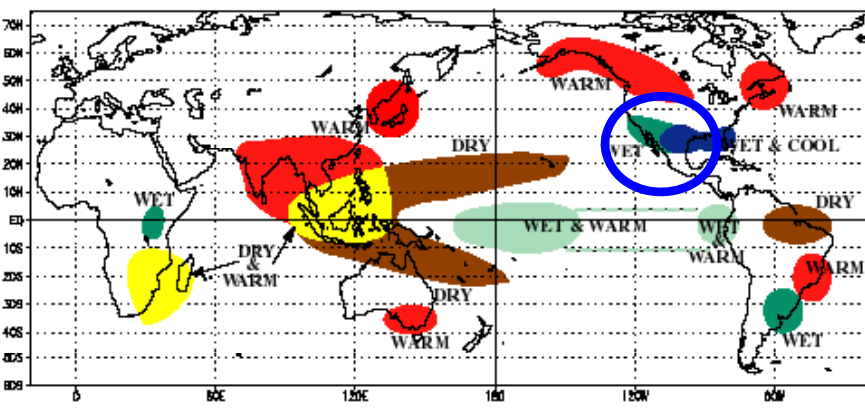 70N
60N
50N
40N
30N
20N
10N
EQ
10S
20S
30S
40S
50S
60S
0
60E
120E
180
120W
60W
WARM
WARM
WARM
DRY
WET
WET & COOL
WET
DRY
&
WARM
WET & WARM
WET
&
WARM
DRY
WARM
DRY
WARM
WET